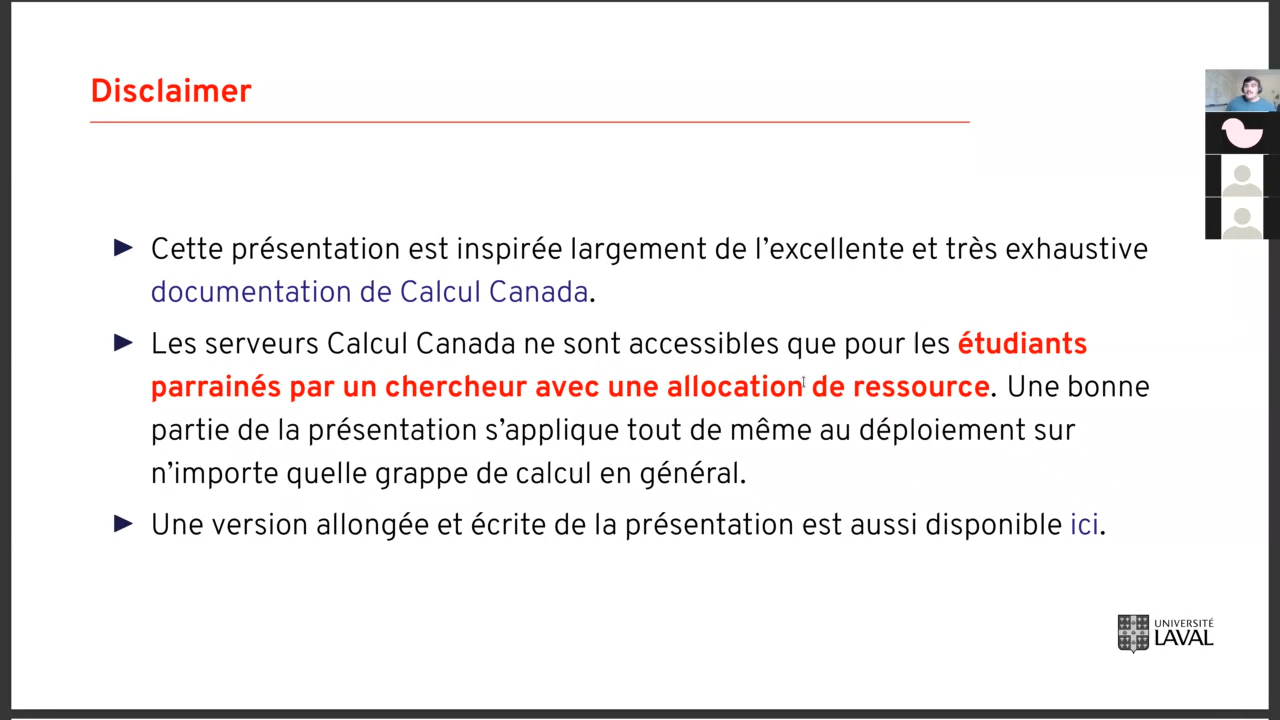 Disclaimer
Cette présentation est inspirée largement de l'excellente et très exhaustive
documentation de Calcul Canada.
Les serveurs Calcul Canada ne sont accessibles que pour les étudiants
parrainés par un chercheur avec une allocation de ressource. Une bonne
partie de la présentation s'applique tout de même au déploiement sur
n'importe quelle grappe de calcul en général.
Une version allongée et écrite de la présentation est aussi disponible ici.
UNIVERSITÉ
LAVAL